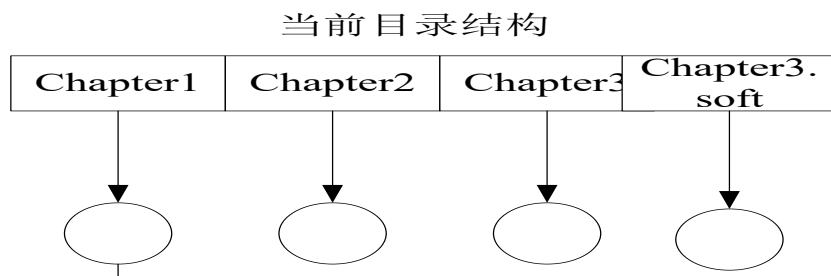 当前目录结构
Chapter1
Chapter2
Chapter3
Chapter3.
soft